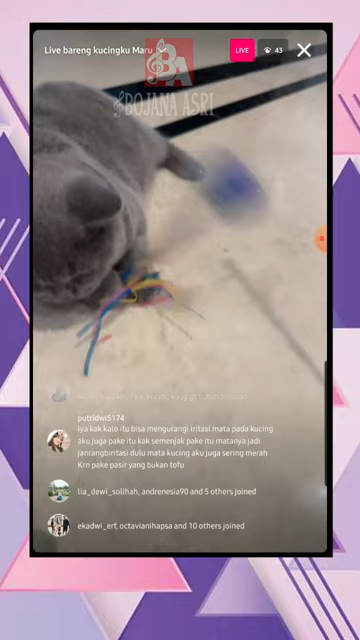 Live bareng kucingku Maru
LIVE
43
BA
BOJANA ASRI
putridwi5174
Iya kak kalo itu bisa mengurangi iritasi mata pada kucing
aku juga pake itu kak semenjak pake itu matanya jadi
janrangbiritasi dulu mata kucing aku juga sering merah
Krn pake pasir yang bukan tofu
lia_dewi_solihah, andrenesia90 and 5 others joined
ekadwi_erf, octavianihapsa and 10 others joined